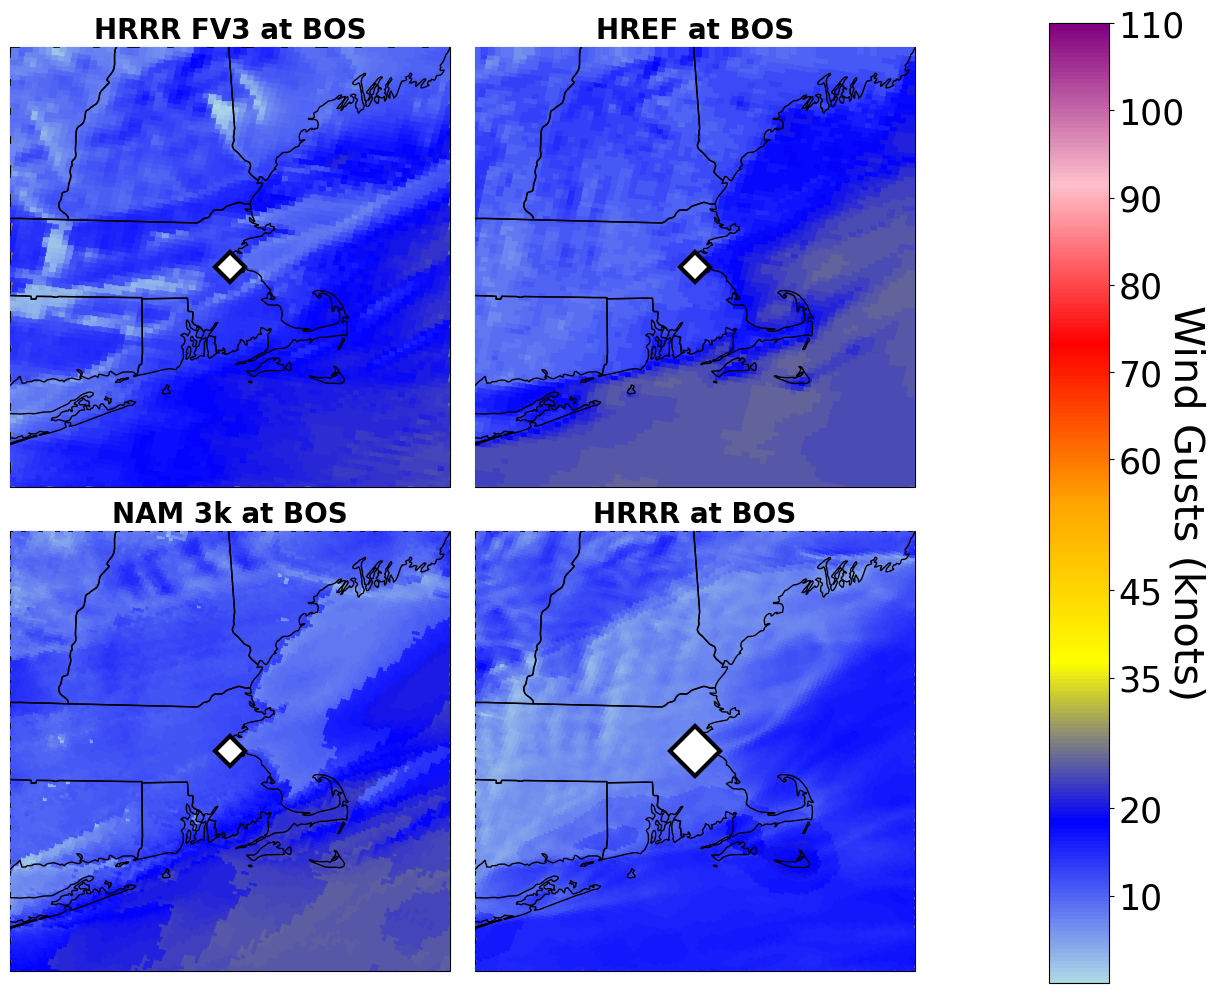 HRRR FV3 at BOS
HREF at BOS
NAM 3k at BOS
HRRR at BOS
110
100
90
80
70
60
45
35
20
10
Wind Gusts (knots)